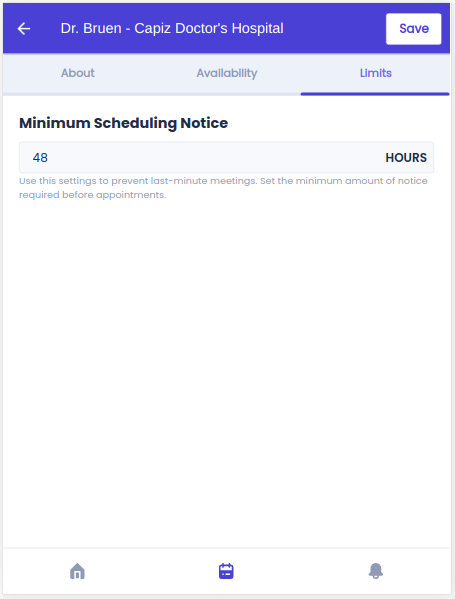 Dr. Bruen - Capiz Doctor's Hospital
Save
About
Availability
Limits
Minimum Scheduling Notice
48
HOURS
Use this settings to prevent last-minute meetings. Set the minimum amount of notice
required before appointments.